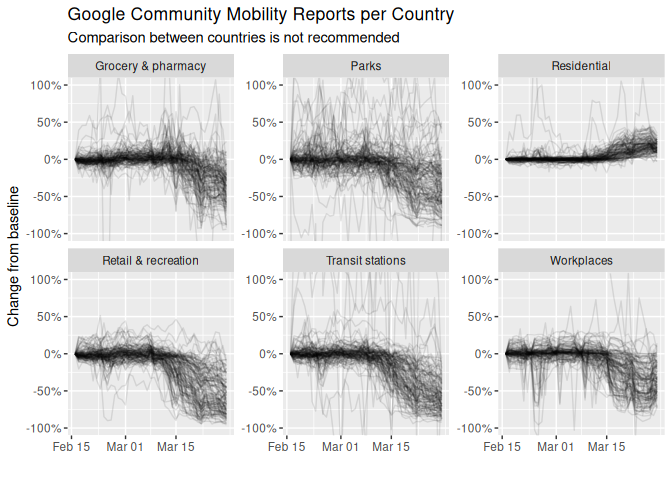 Google Community Mobility Reports per Country
Comparison between countries is not recommended
Grocery & pharmacy
Parks
Residential
100%
50%
0%
-50%
-100%
100%
50%
0%
-50%
-100%
100%
50%
0%
-50%
-100%
Change from baseline
Retail & recreation
Transit stations
Workplaces
100%
50%
0%
-50%
-100%
100%
50%
0%
-50%
-100%
100%
50%
0%
-50%
-100%
Feb 15 Mar 01 Mar 15
Feb 15 Mar 01 Mar 15
Feb 15 Mar 01 Mar 15